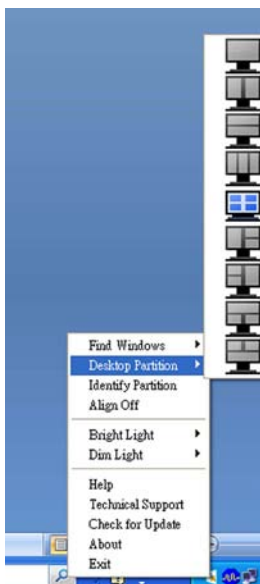 Find Windows
Desktop Partition
Identify Partition
Align Off
Bright Light
Dim Light
Help
Technical Support
Check for Update
About
Exit